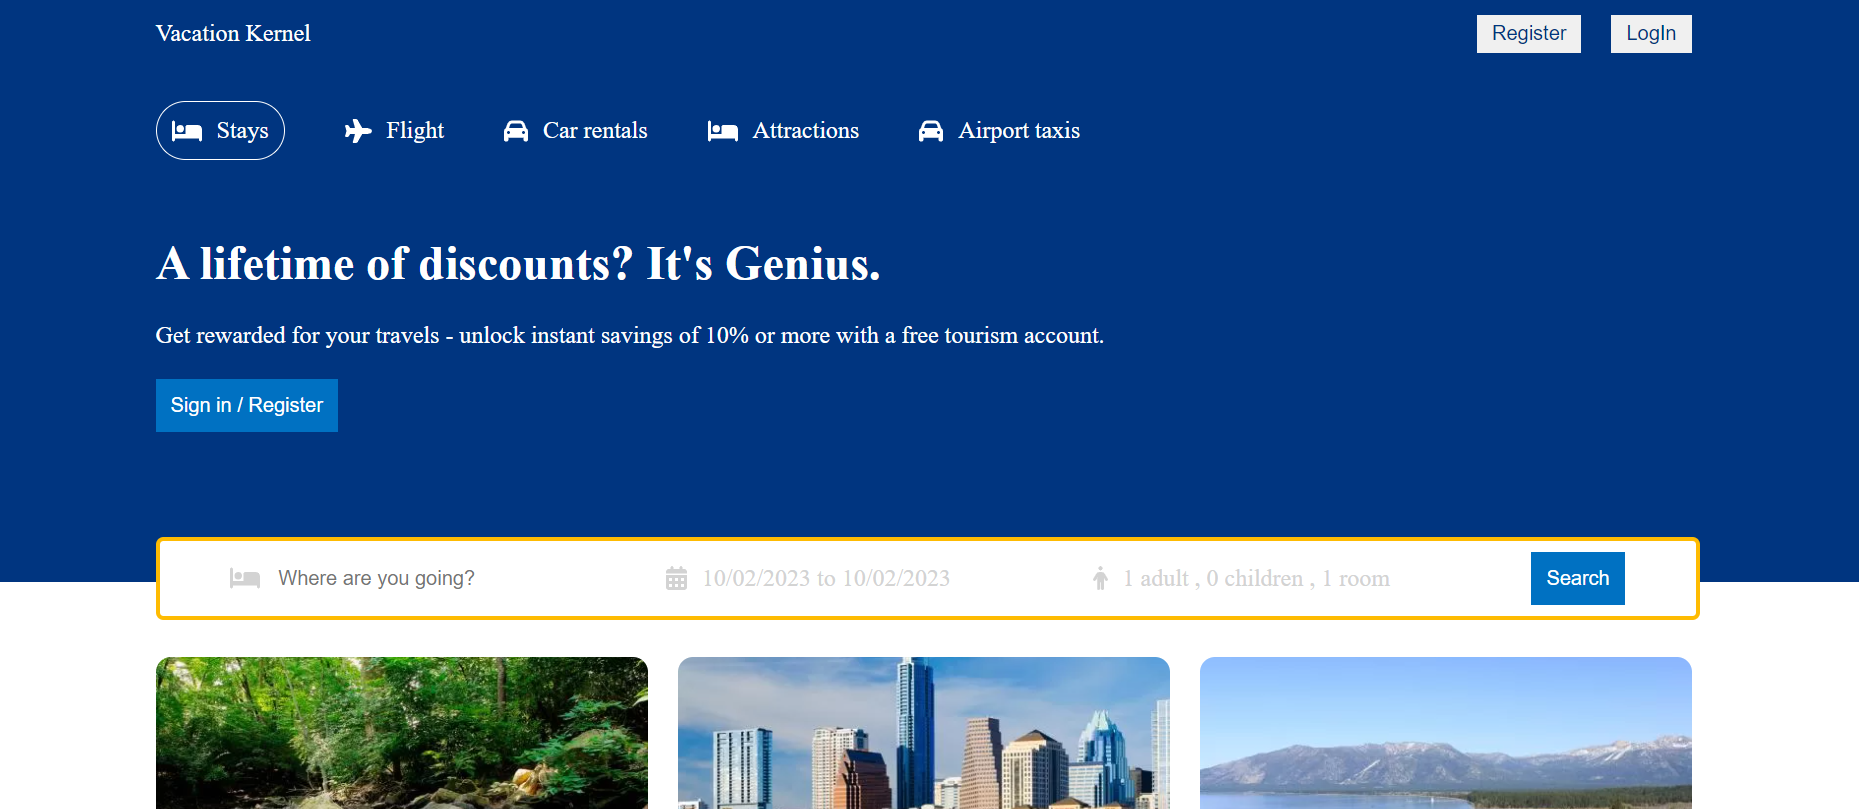 Vacation Kernel
Register
LogIn
Stays
Flight
Car rentals
Attractions
Airport taxis
A lifetime of discounts? It's Genius.
Get rewarded for your travels - unlock instant savings of 10% or more with a free tourism account.
Sign in / Register
Where are you going?
10/02/2023 to 10/02/2023
1 adult , 0 children , 1 room
Search